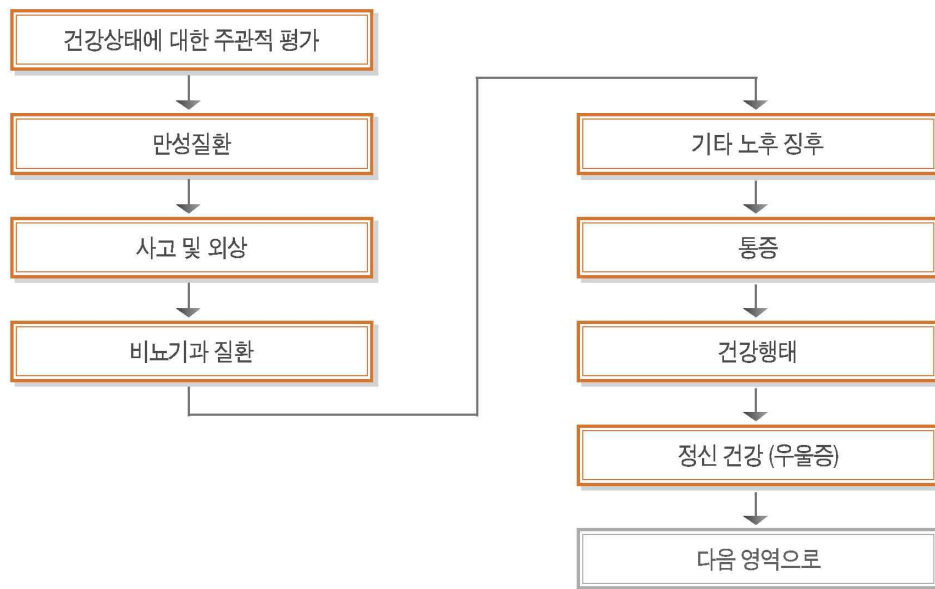 건강상태에 대한 주관적 평가
만성질환
사고 및 외상
비뇨기과 질환
기타 노후 징후
통증
건강행태
정신 건강 (우울증)
다음 영역으로